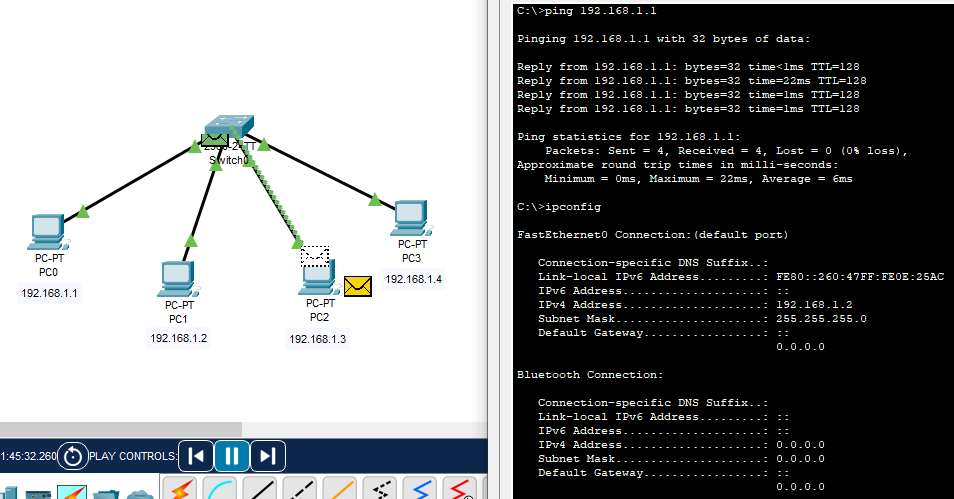 Switch0
PC-PT
PC0
192.168.1.1
PC-PT
PC1
192.168.1.2
PC-PT
PC2
192.168.1.3
PC-PT
PC3
192.168.1.4
1:45:32.260
PLAY CONTROLS:
C:\>ping 192.168.1.1
Pinging 192.168.1.1 with 32 bytes of data:
Reply from 192.168.1.1: bytes=32 time<1ms TTL=128
Reply from 192.168.1.1: bytes=32 time=22ms TTL=128
Reply from 192.168.1.1: bytes=32 time=1ms TTL=128
Reply from 192.168.1.1: bytes=32 time=1ms TTL=128
Ping statistics for 192.168.1.1:
Packets: Sent = 4, Received = 4, Lost = 0 (0% loss),
Approximate round trip times in milli-seconds:
Minimum = 0ms, Maximum = 22ms, Average = 6ms
C:\>ipconfig
FastEthernet0 Connection:(default port)
Connection-specific DNS Suffix..:
Link-local IPv6 Address.........: FE80::260:47FF:FE0E:25AC
IPv6 Address....................: ::
IPv4 Address....................: 192.168.1.2
Subnet Mask.....................: 255.255.255.0
Default Gateway.................: ::
0.0.0.0
Bluetooth Connection:
Connection-specific DNS Suffix..:
Link-local IPv6 Address.........: ::
IPv6 Address....................: ::
IPv4 Address....................: 0.0.0.0
Subnet Mask.....................: 0.0.0.0
Default Gateway.................: ::
0.0.0.0